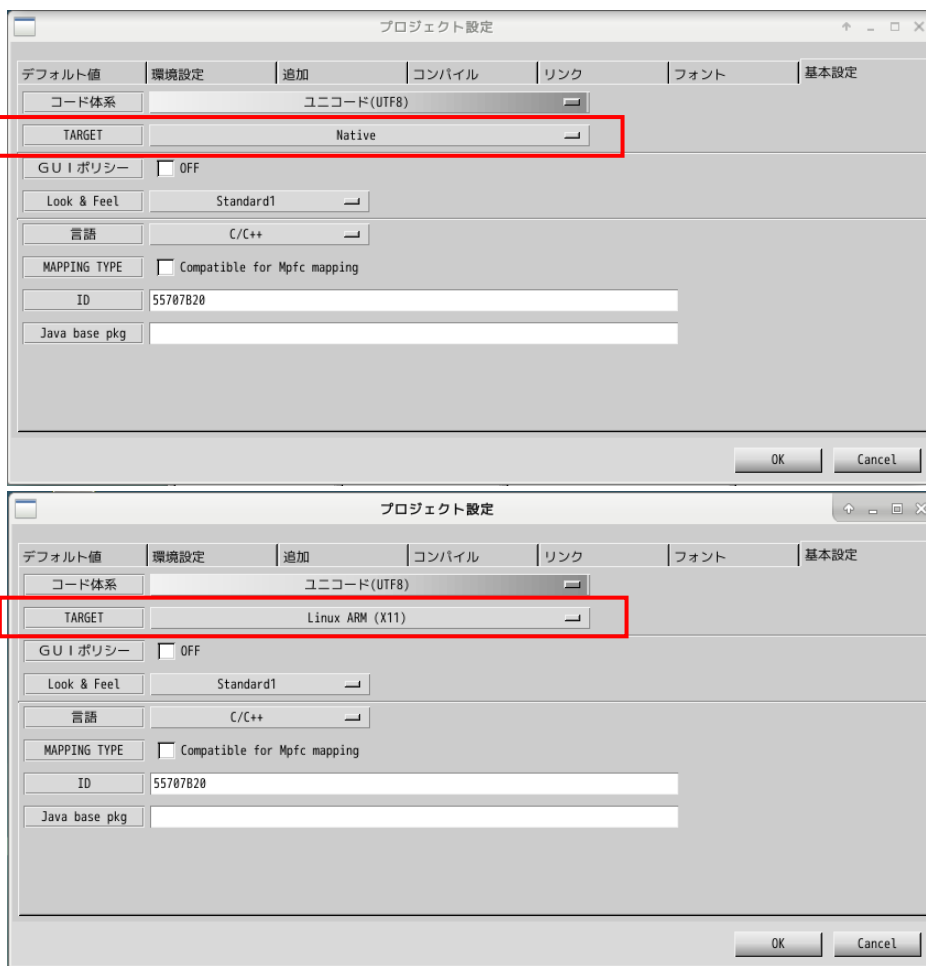 プロジェクト設定
デフォルト値 環境設定 追加 コンパイル リンク フォント 基本設定
コード体系 ユニコード(UTF8)
TARGET Native
GUIポリシー OFF
Look & Feel Standard1
言語 C/C++
MAPPING TYPE Compatible for Mpfc mapping
ID 55707B20
Java base pkg
OK Cancel
プロジェクト設定
デフォルト値 環境設定 追加 コンパイル リンク フォント 基本設定
コード体系 ユニコード(UTF8)
TARGET Linux ARM (X11)
GUIポリシー OFF
Look & Feel Standard1
言語 C/C++
MAPPING TYPE Compatible for Mpfc mapping
ID 55707B20
Java base pkg
OK Cancel